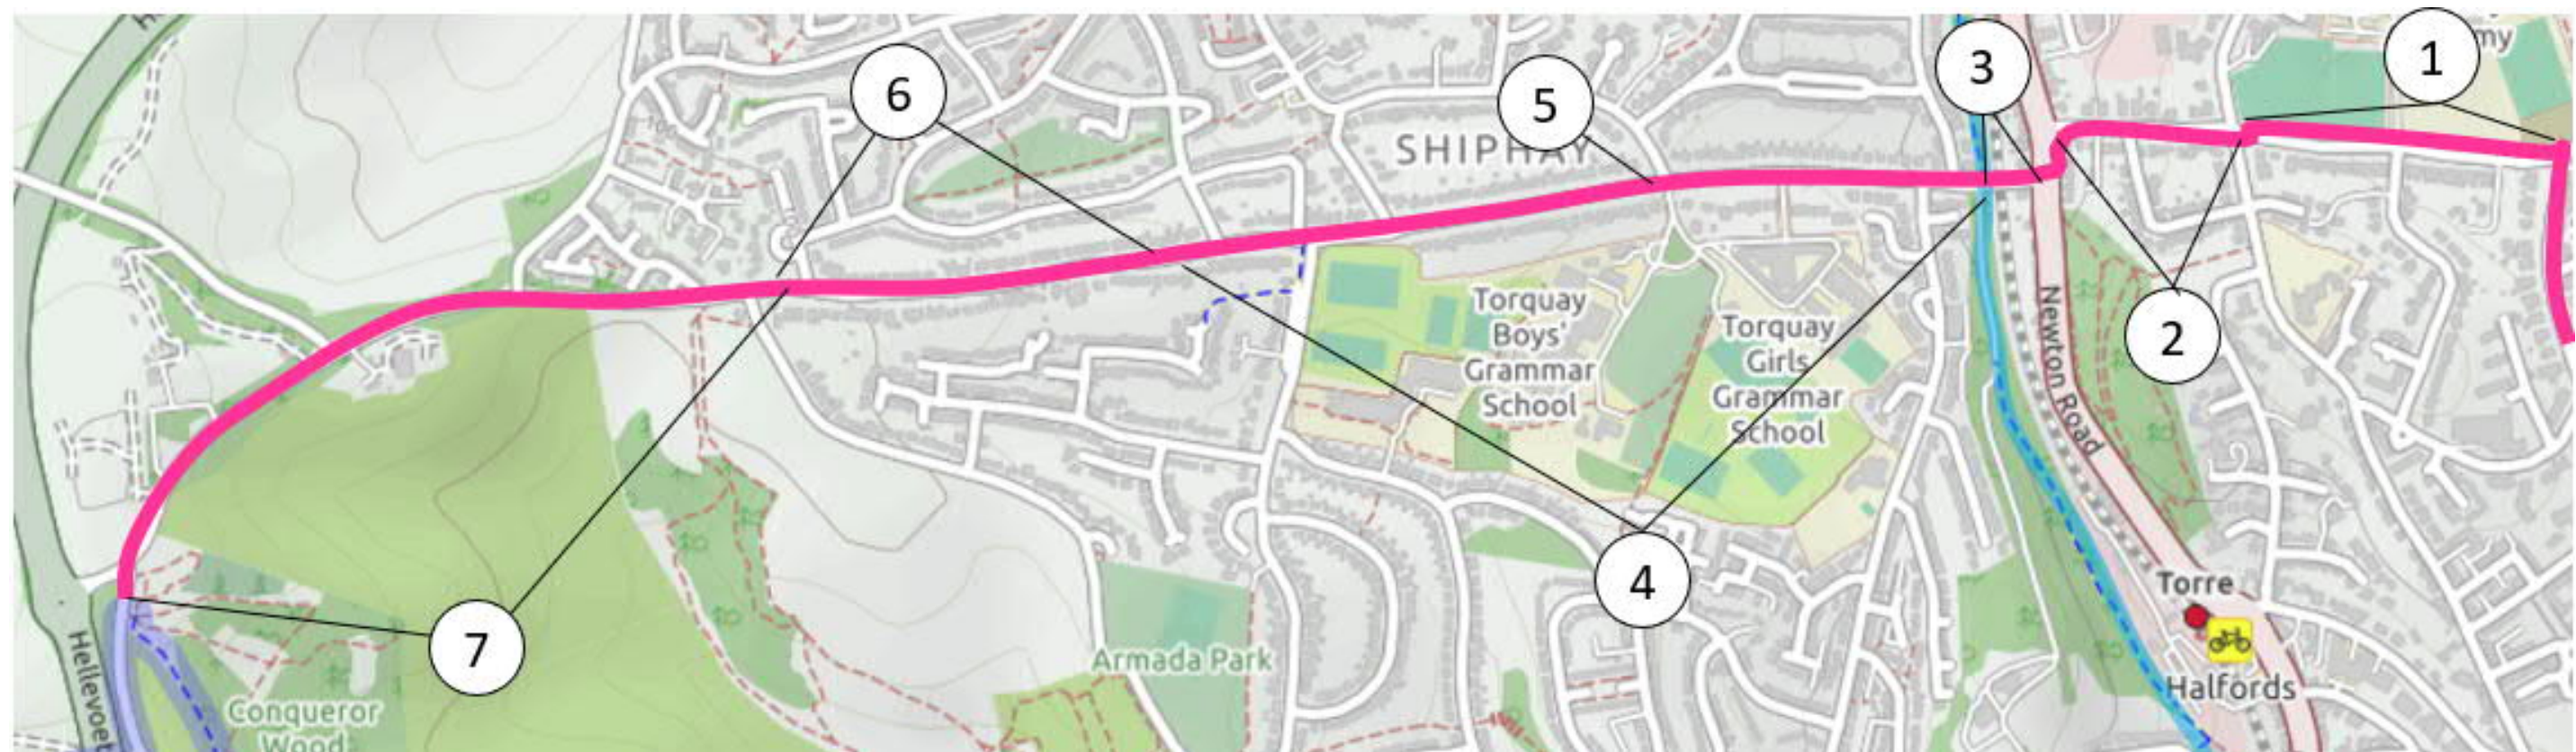 1
my
3
6
5
SHIPHAY
2
Newton Road
Torquay
Boys'
Grammar
School
Torquay
Girls
Grammar
School
4
Torre
7
Hellevoet
Armada Park
Halfords
Conqueror
Wood